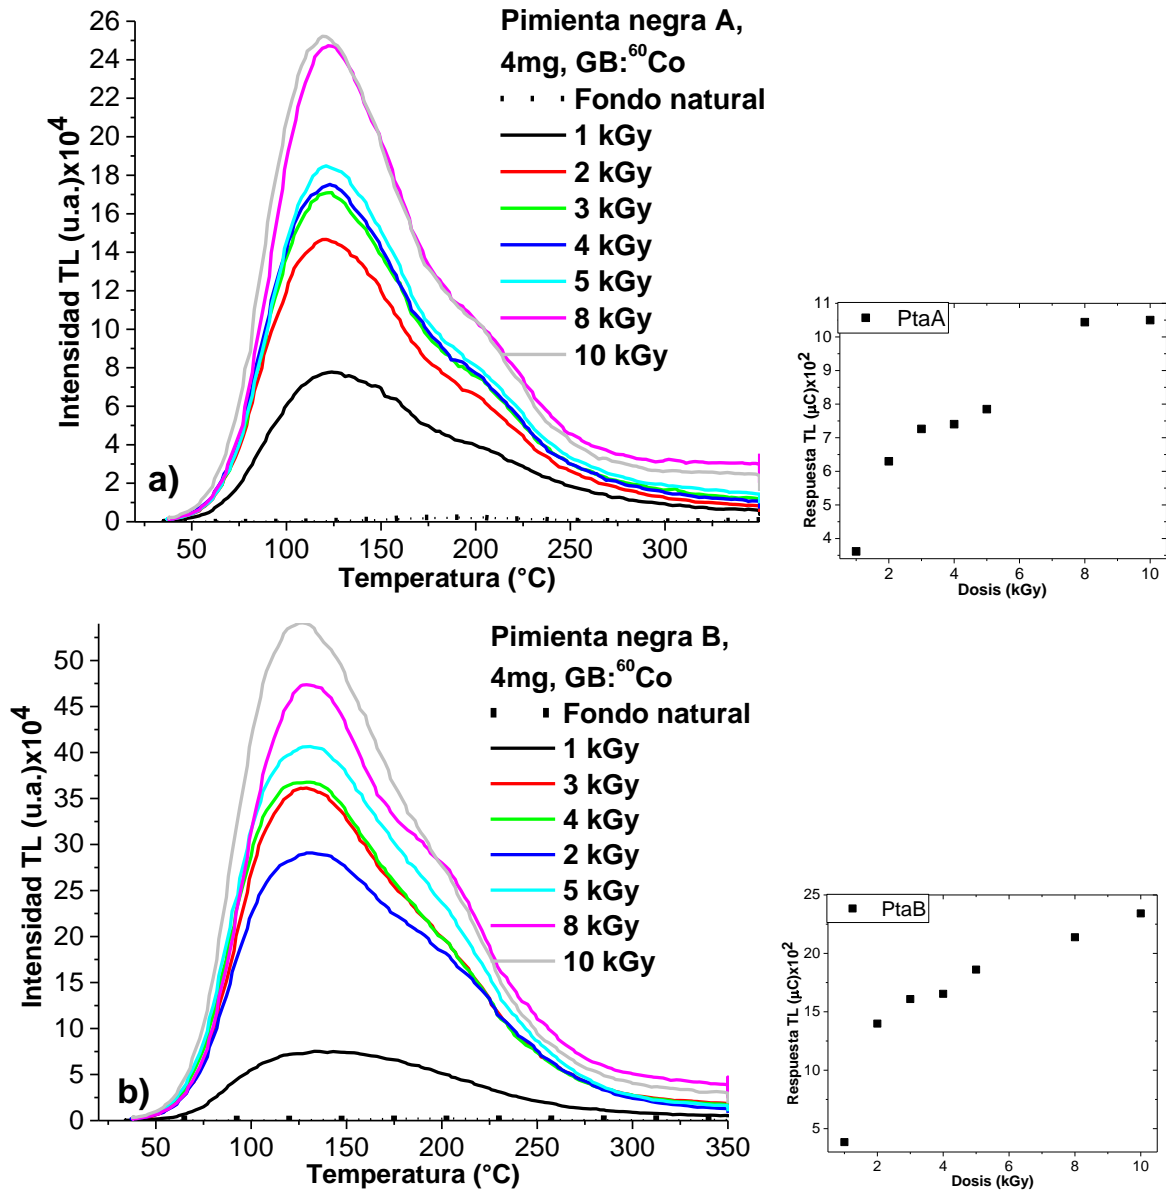 Pimienta negra A,
4mg, GB:⁶⁰Co
Fondo natural
1 kGy
2 kGy
3 kGy
4 kGy
5 kGy
8 kGy
10 kGy
Intensidad TL (u.a.)x10⁴
26
24
22
20
18
16
14
12
10
8
6
4
2
0
a)
50
100
150
200
250
300
Temperatura (°C)
PtaA
Respuesta TL (μC)x10²
11
10
9
8
7
6
5
4
2
4
6
8
10
Dosis (kGy)
Pimienta negra B,
4mg, GB:⁶⁰Co
Fondo natural
1 kGy
3 kGy
4 kGy
2 kGy
5 kGy
8 kGy
10 kGy
Intensidad TL (u.a.)x10⁴
50
45
40
35
30
25
20
15
10
5
0
b)
50
100
150
200
250
300
350
Temperatura (°C)
PtaB
Respuesta TL (μC)x10²
25
20
15
10
5
2
4
6
8
10
Dosis (kGy)